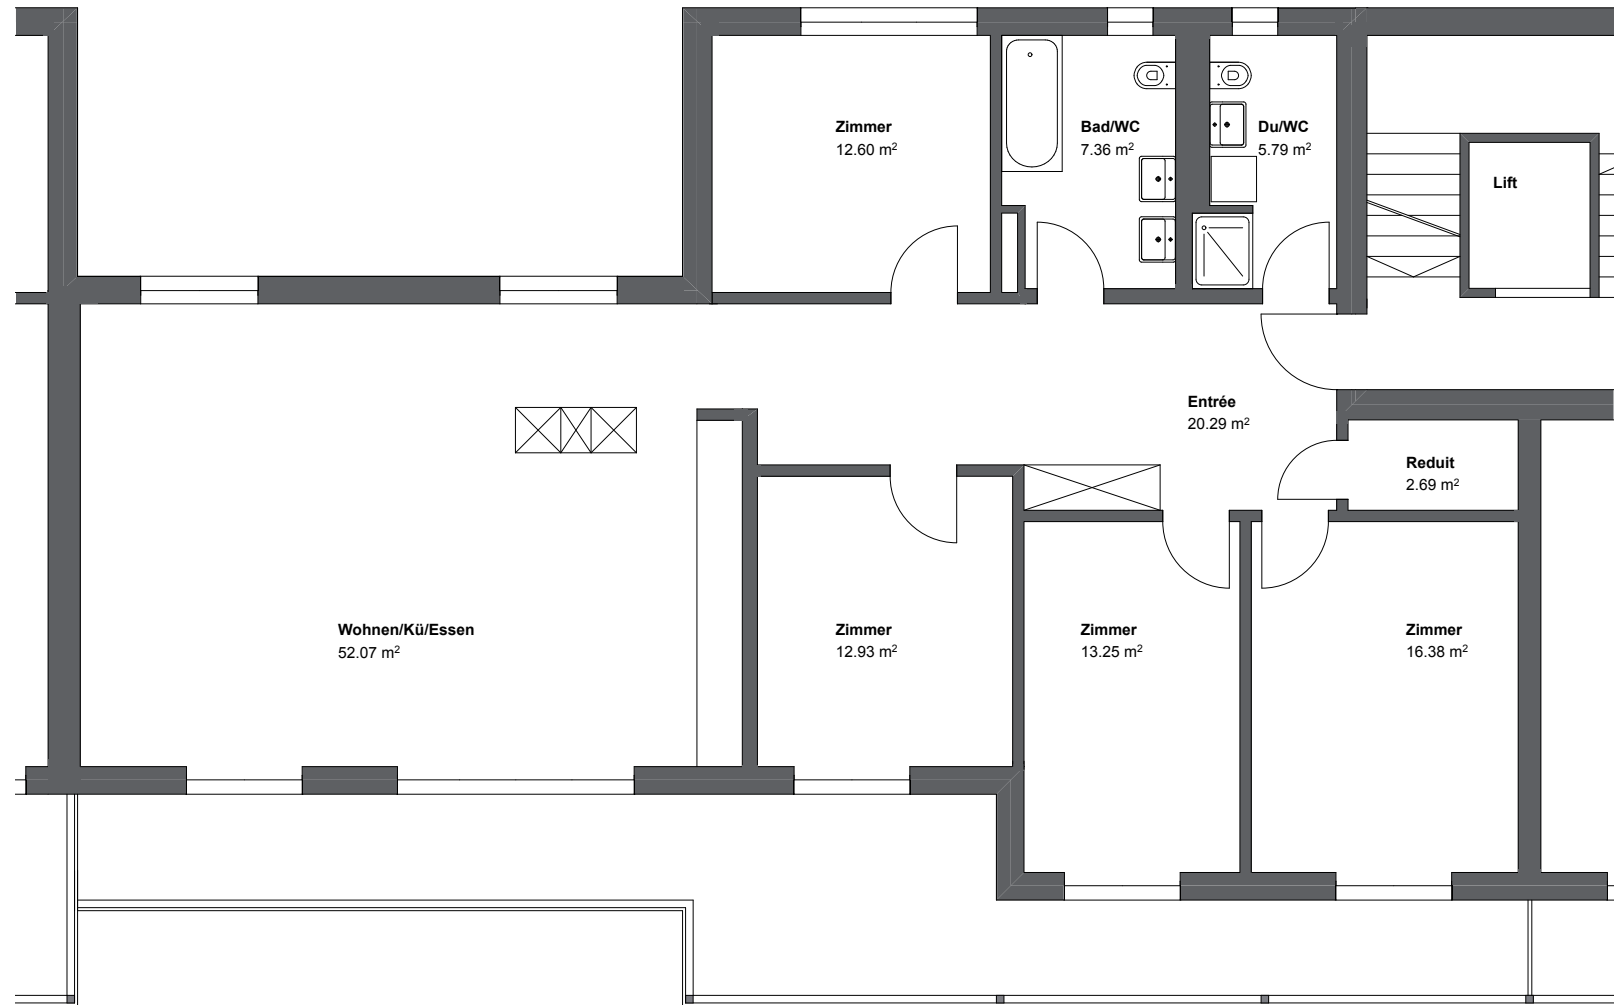 Zimmer
12.60 m²
Bad/WC
7.36 m²
Du/WC
5.79 m²
Lift
Entrée
20.29 m²
Reduit
2.69 m²
Wohnen/Kü/Essen
52.07 m²
Zimmer
12.93 m²
Zimmer
13.25 m²
Zimmer
16.38 m²